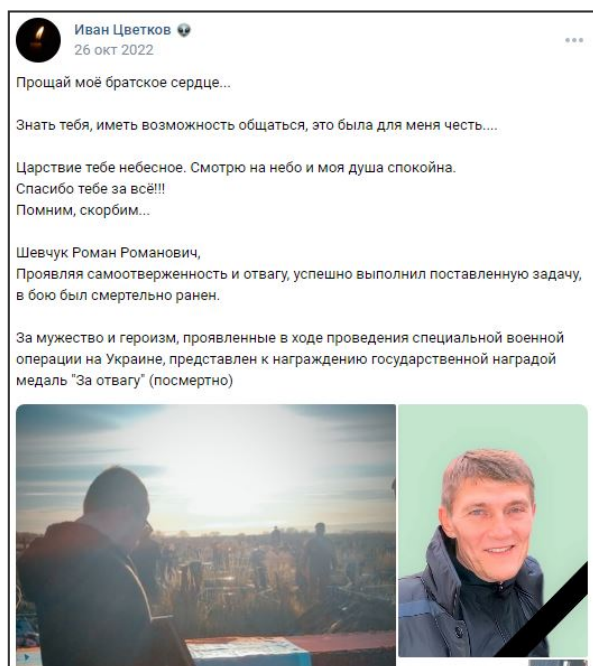 Иван Цветков
26 окт 2022
Прощай моё братское сердце...
Знать тебя, иметь возможность общаться, это была для меня честь....
Царствие тебе небесное. Смотрю на небо и моя душа спокойна.
Спасибо тебе за всё!!!
Помним, скорбим...
Шевчук Роман Романович,
Проявляя самоотверженность и отвагу, успешно выполнил поставленную задачу,
в бою был смертельно ранен.
За мужество и героизм, проявленные в ходе проведения специальной военной
операции на Украине, представлен к награждению государственной наградой
медаль "За отвагу" (посмертно)